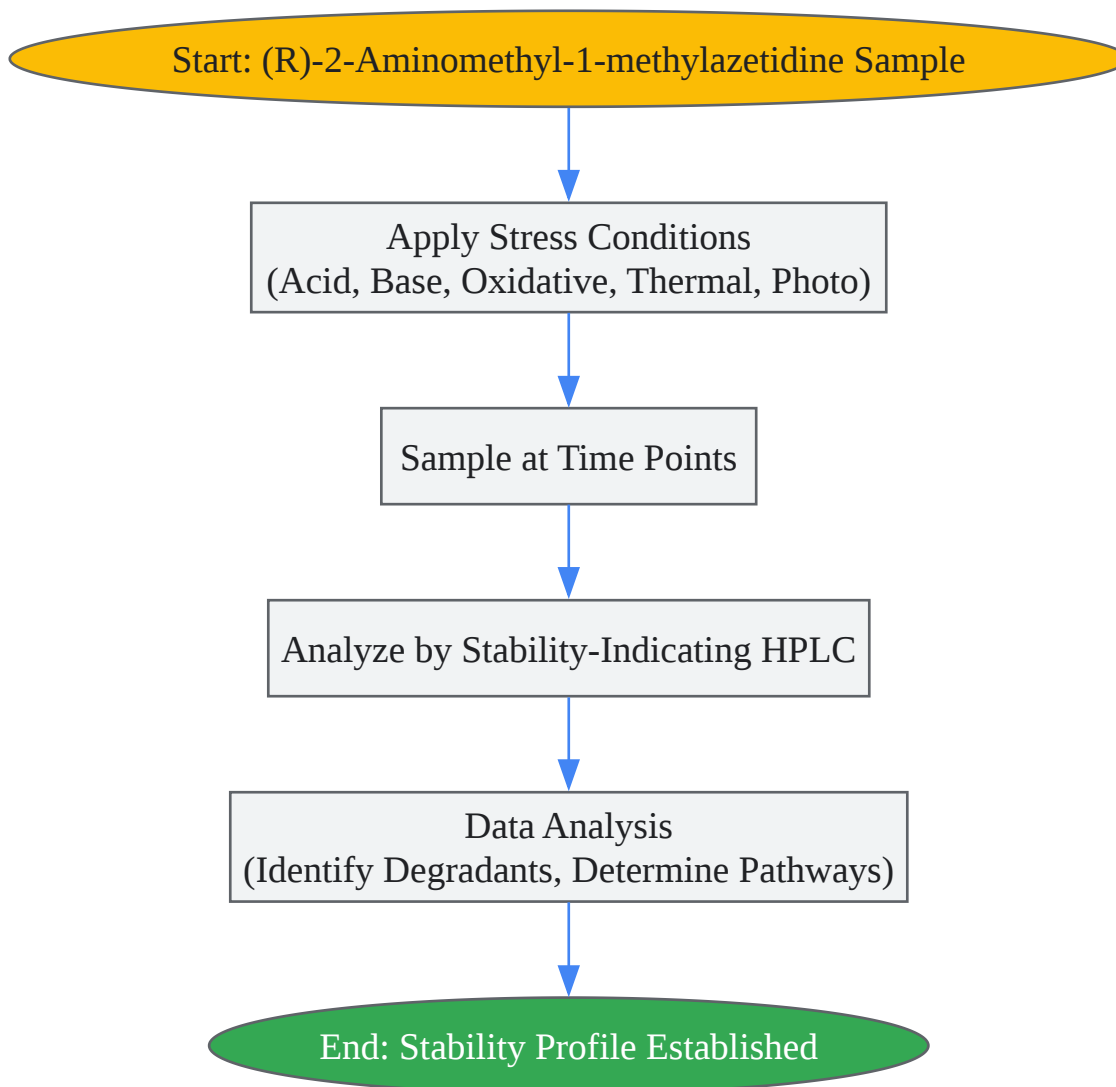 Start: (R)-2-Aminomethyl-1-methylazetidine Sample
Apply Stress Conditions
(Acid, Base, Oxidative, Thermal, Photo)
Sample at Time Points
Analyze by Stability-Indicating HPLC
Data Analysis
(Identify Degradants, Determine Pathways)
End: Stability Profile Established